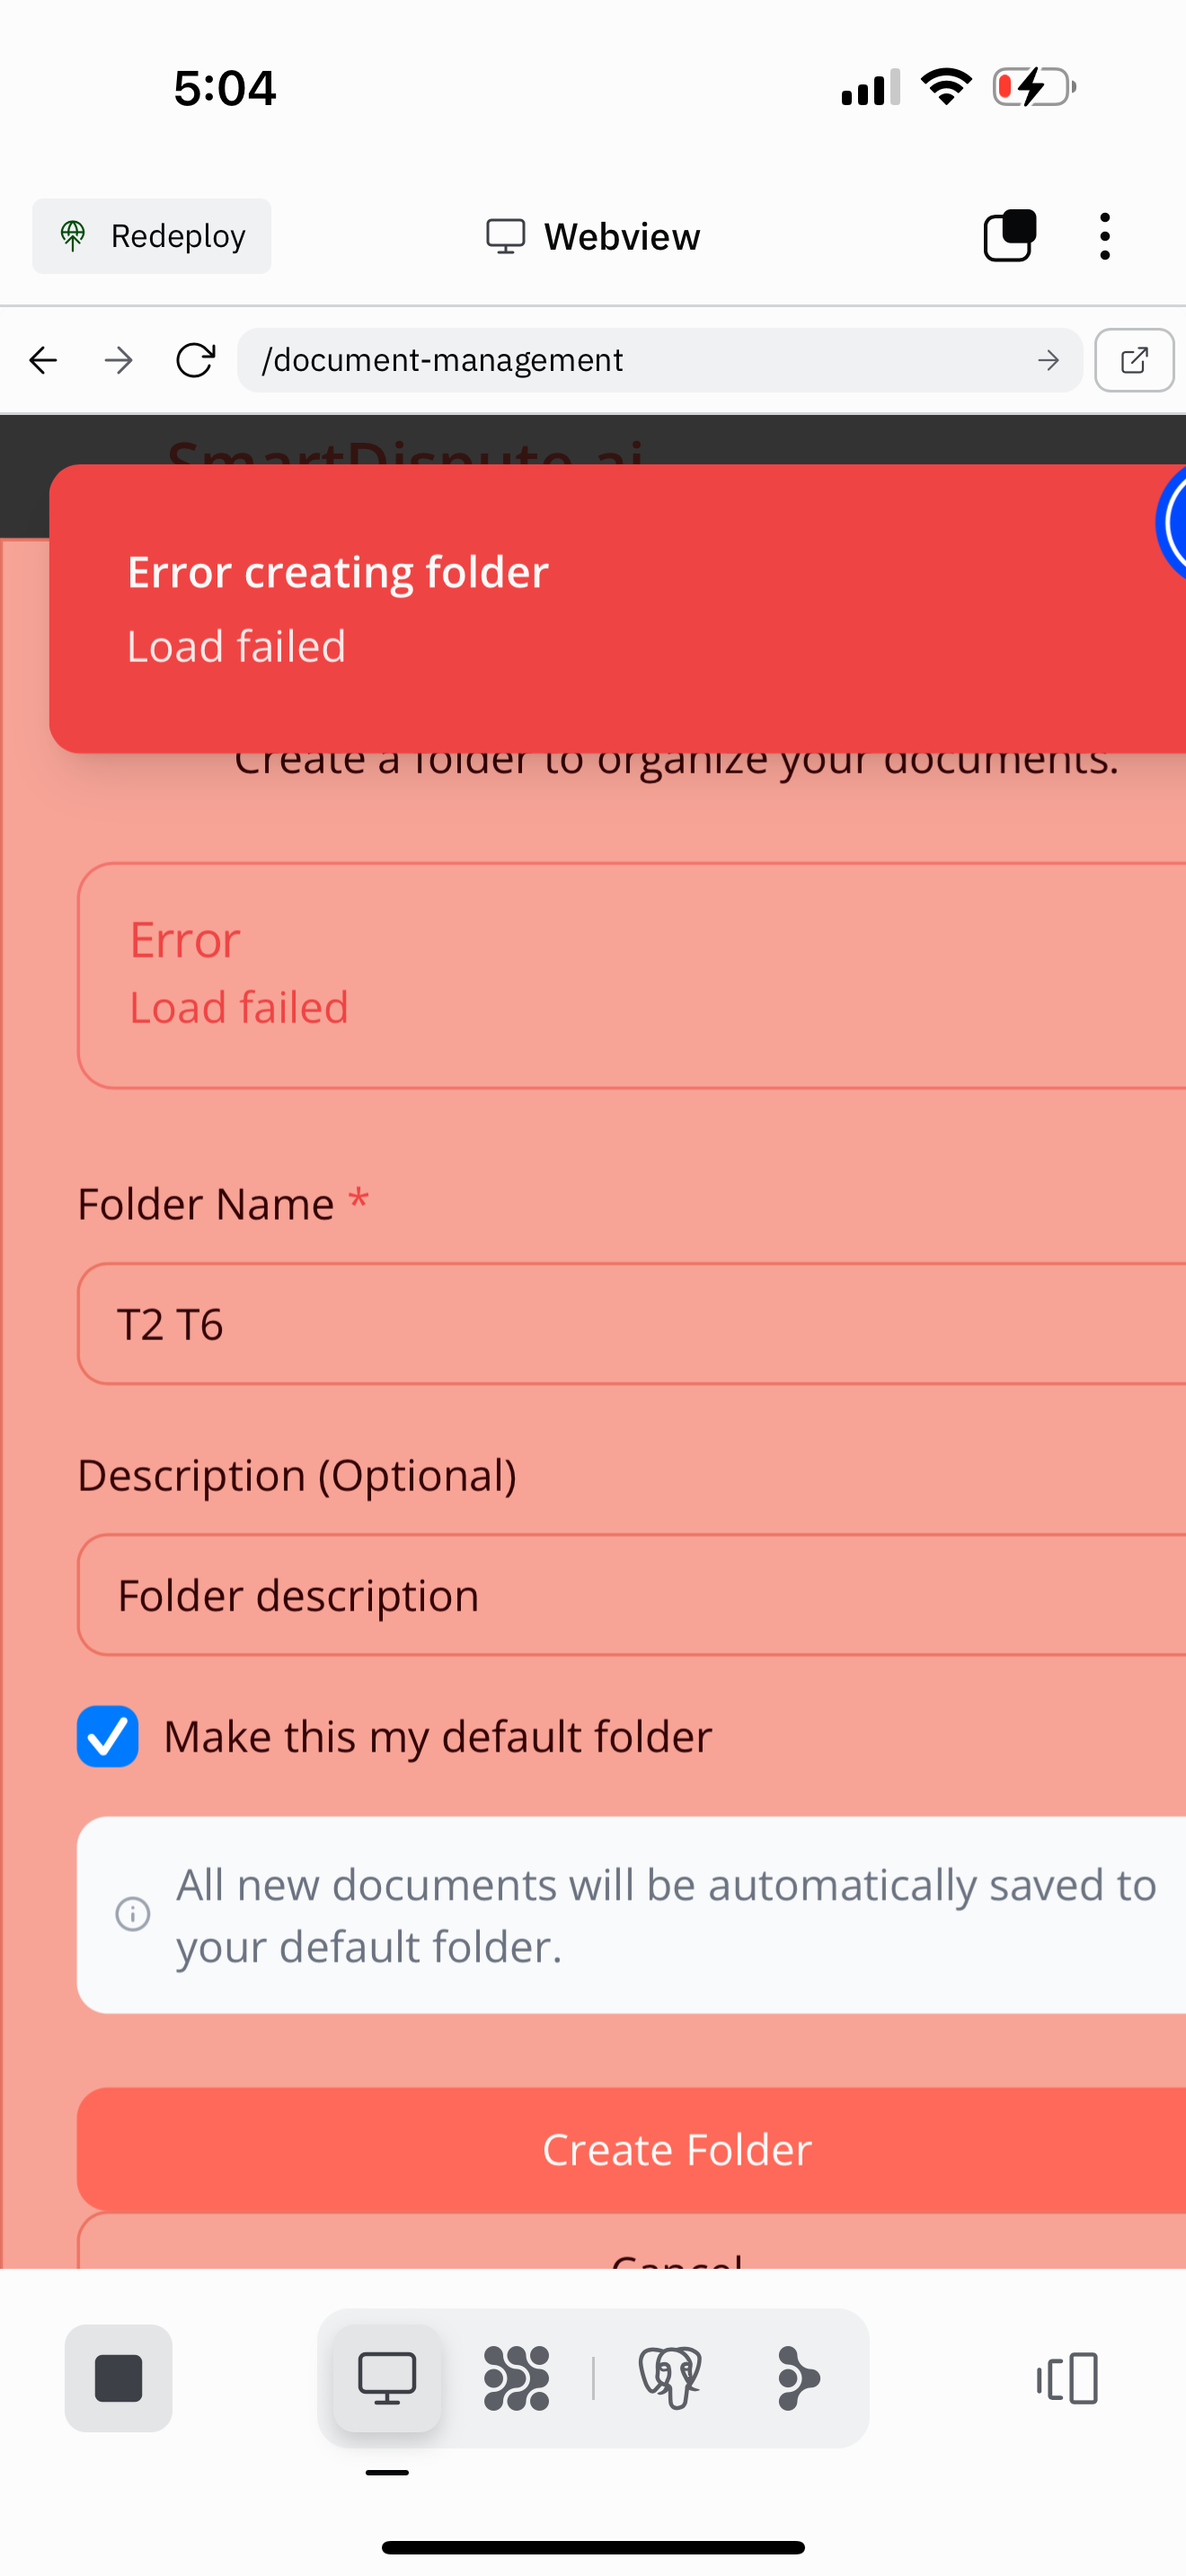 5:04
Redeploy
Webview
/document-management
SmartDispute.ai
Error creating folder
Load failed
Create a folder to organize your documents.
Error
Load failed
Folder Name *
T2 T6
Description (Optional)
Folder description
Make this my default folder
All new documents will be automatically saved to
your default folder.
Create Folder
Cancel